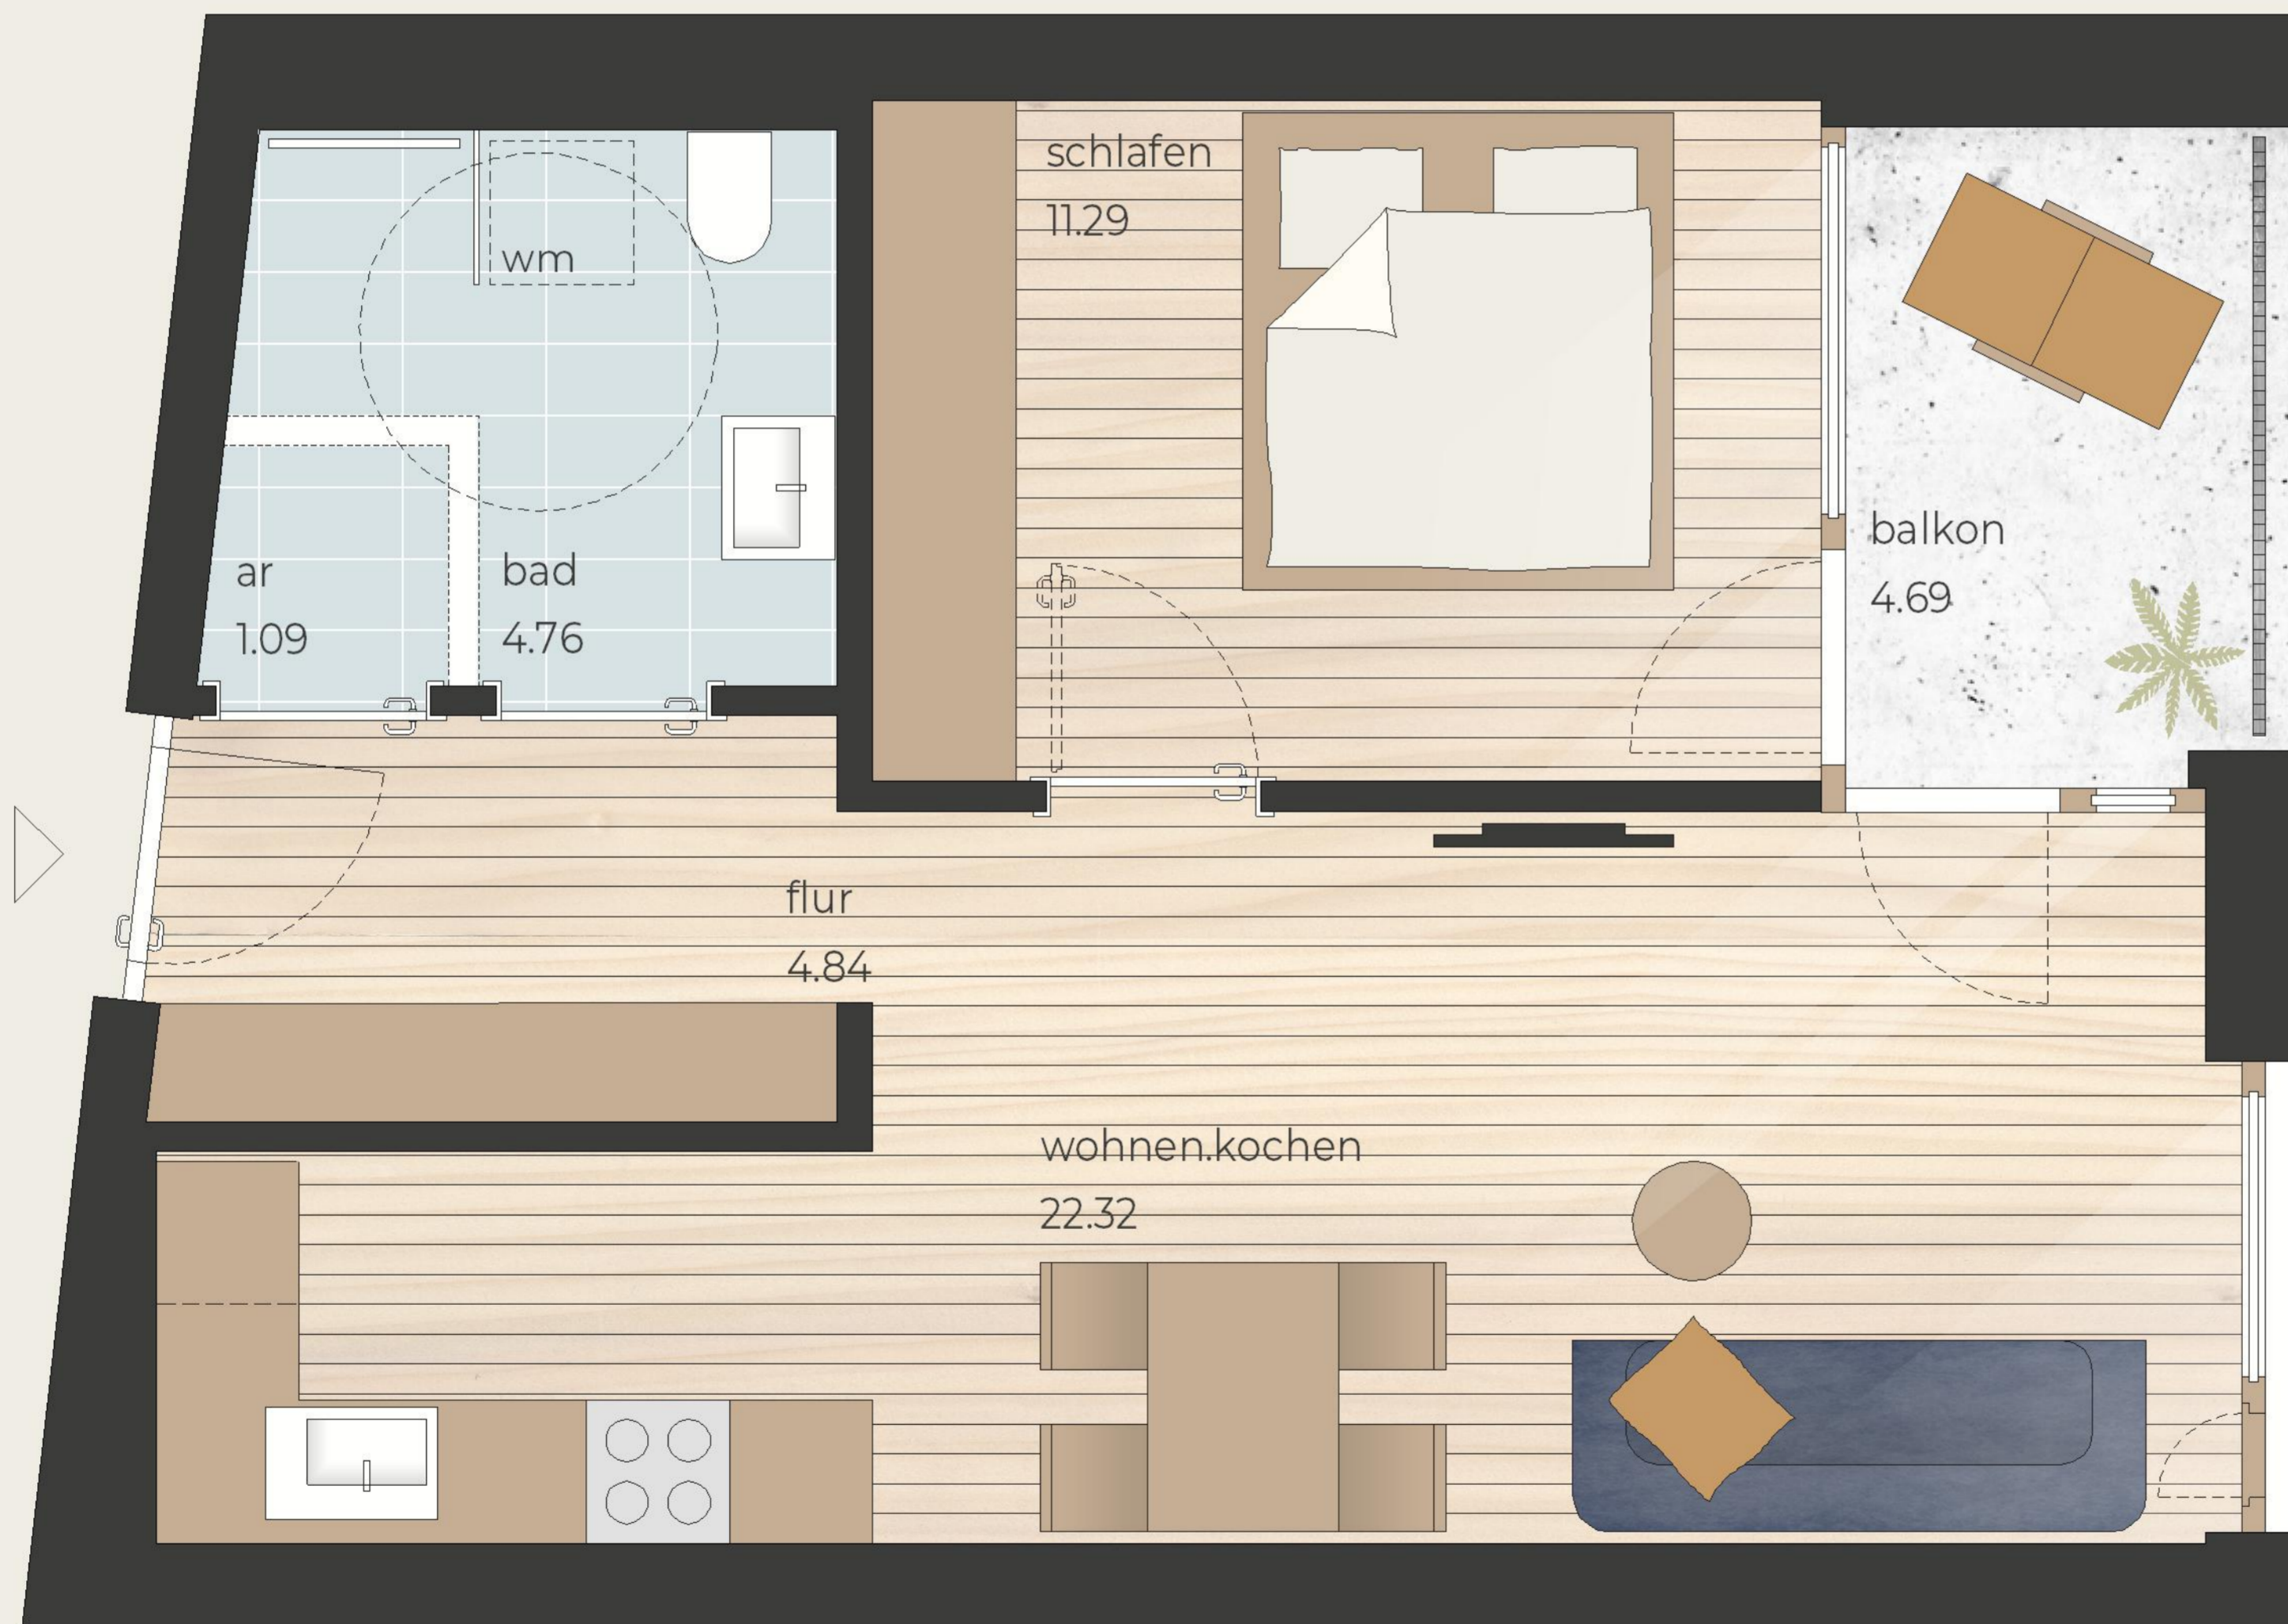 schlafen
11.29
wm
balkon
4.69
ar
1.09
bad
4.76
flur
4.84
wohnen.kochen
22.32